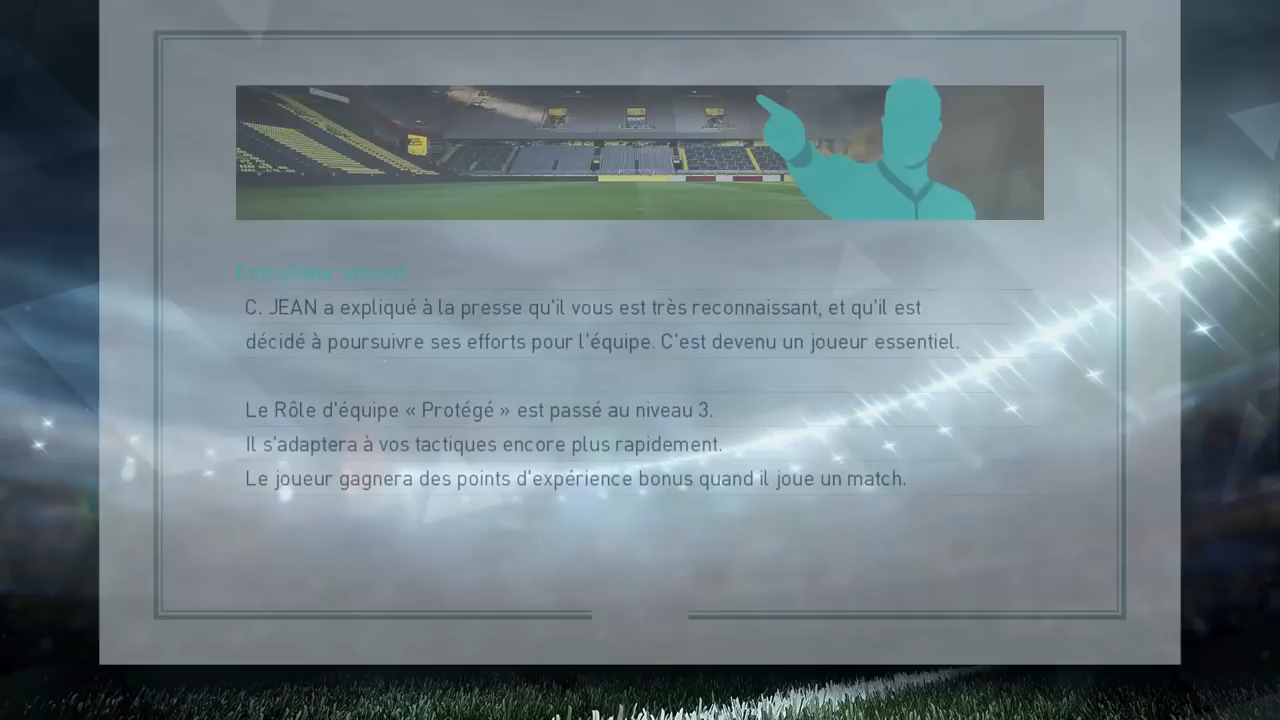 Entraîneur adjoint
C. JEAN a expliqué à la presse qu'il vous est très reconnaissant, et qu'il est
décidé à poursuivre ses efforts pour l'équipe. C'est devenu un joueur essentiel.
Le Rôle d'équipe « Protégé » est passé au niveau 3.
Il s'adaptera à vos tactiques encore plus rapidement.
Le joueur gagnera des points d'expérience bonus quand il joue un match.